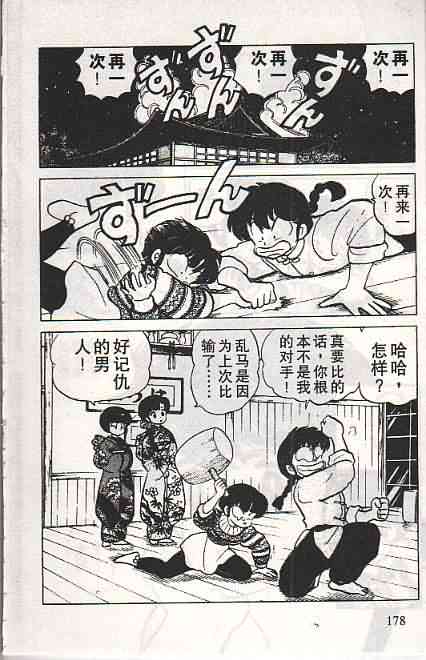 再一
次!
ずん
再一
次!
ずん
ずん
再一
次!
再来一
次!
ずーん
哈哈,
怎样?
真要比的
话,你根
本不是我
的对手!
乱马是因
为上次比
输了……
好记仇
的男
人!
178